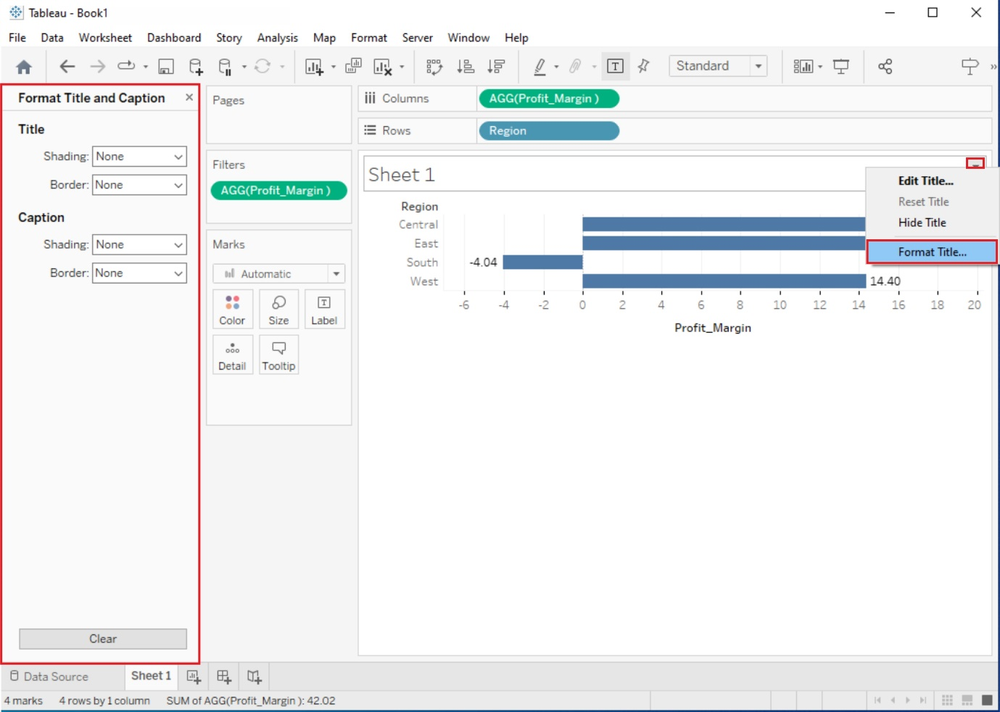 Tableau - Book1
File Data Worksheet Dashboard Story Analysis Map Format Server Window Help
Standard
Format Title and Caption
Title
Shading: None
Border: None
Caption
Shading: None
Border: None
Clear
Pages
Filters
AGG(Profit_Margin )
Marks
Automatic
Color Size Label
Detail Tooltip
Columns AGG(Profit_Margin )
Rows Region
Sheet 1
Edit Title...
Reset Title
Hide Title
Format Title...
Region
Central
East
South -4.04
West 14.40
-6 -4 -2 0 2 4 6 8 10 12 14 16 18 20
Profit_Margin
Data Source Sheet 1
4 marks 4 rows by 1 column SUM of AGG(Profit_Margin ): 42.02